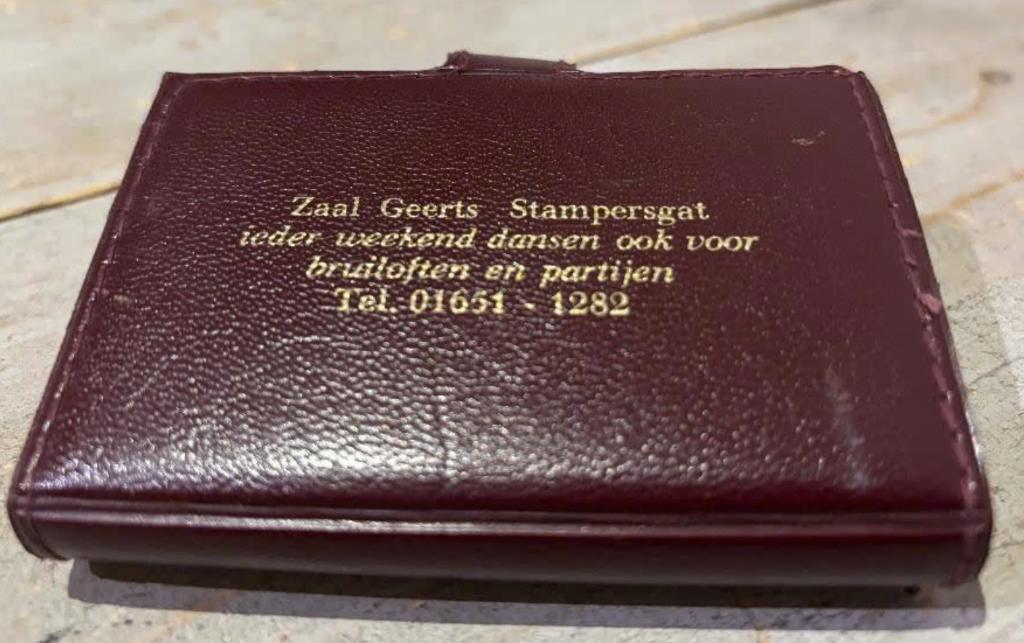 Zaal Geerts Stampersgat
ieder weekend dansen ook voor
bruiloften en partijen
Tel. 01651 - 1282